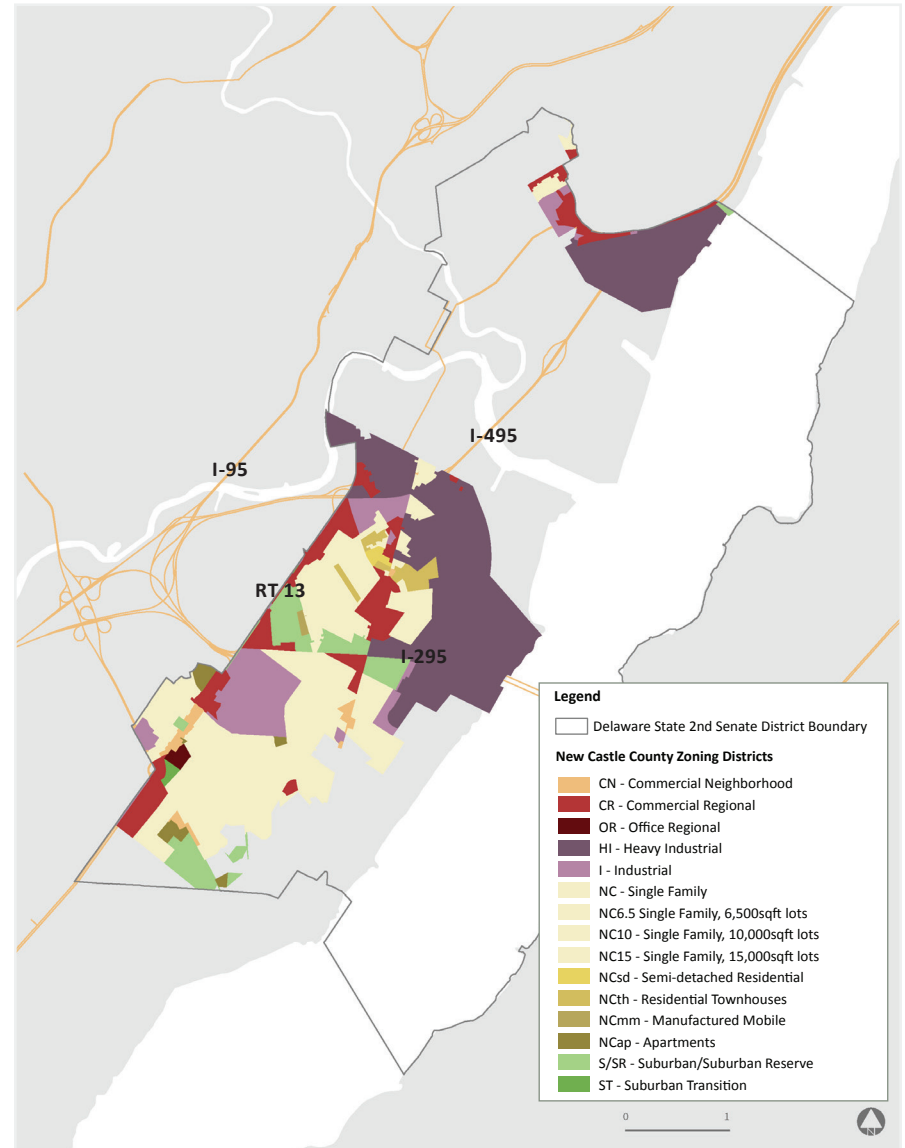 I-495
I-95
RT 13
I-295
Legend
Delaware State 2nd Senate District Boundary
New Castle County Zoning Districts
CN - Commercial Neighborhood
CR - Commercial Regional
OR - Office Regional
HI - Heavy Industrial
I - Industrial
NC - Single Family
NC6.5 Single Family, 6,500sqft lots
NC10 - Single Family, 10,000sqft lots
NC15 - Single Family, 15,000sqft lots
NCsd - Semi-detached Residential
NCth - Residential Townhouses
NCmm - Manufactured Mobile
NCap - Apartments
S/SR - Suburban/Suburban Reserve
ST - Suburban Transition
0 1
N